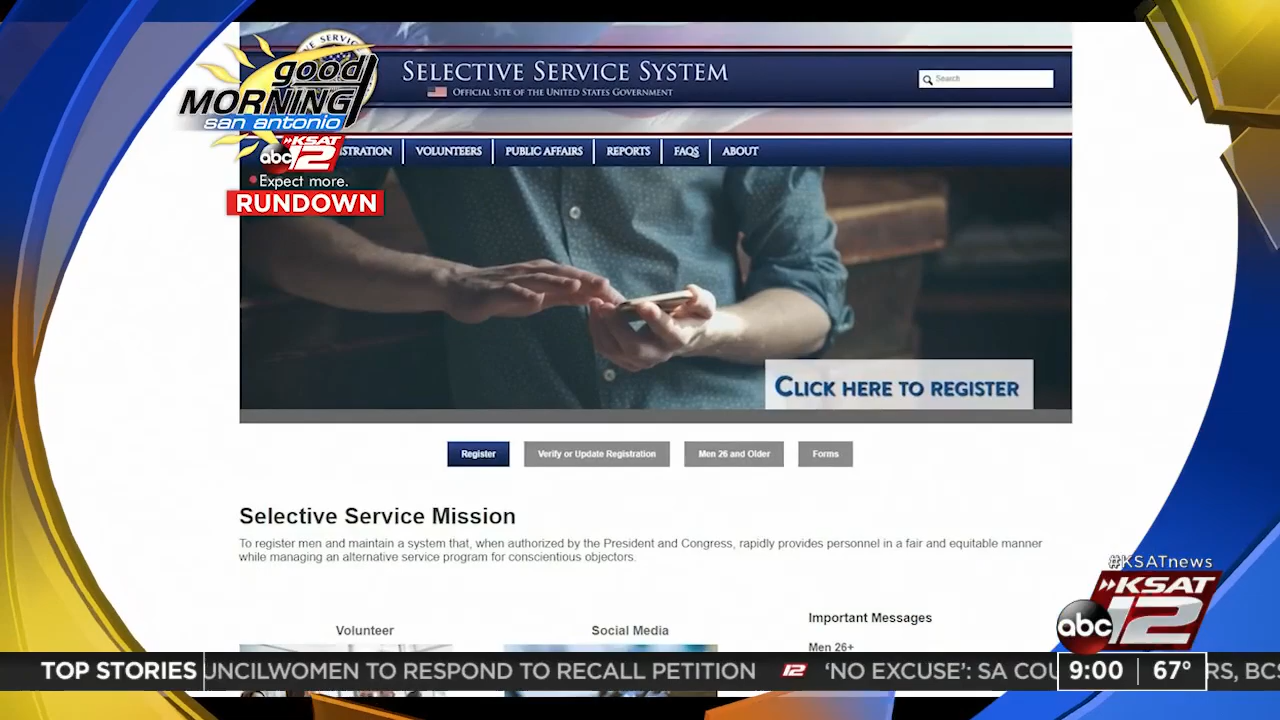 E SERVIC
good
MORNING
san antonio
abc KSAT 12
Expect more.
RUNDOWN
SELECTIVE SERVICE SYSTEM
OFFICIAL SITE OF THE UNITED STATES GOVERNMENT
Search
STRATION VOLUNTEERS PUBLIC AFFAIRS REPORTS FAQS ABOUT
CLICK HERE TO REGISTER
Register Verify or Update Registration Men 26 and Older Forms
Selective Service Mission
To register men and maintain a system that, when authorized by the President and Congress, rapidly provides personnel in a fair and equitable manner
while managing an alternative service program for conscientious objectors.
Volunteer Social Media Important Messages
Men 26+
#KSATnews
KSAT
abc 12
TOP STORIES UNCILWOMEN TO RESPOND TO RECALL PETITION 12 'NO EXCUSE': SA COU 9:00 67° RS, BCS